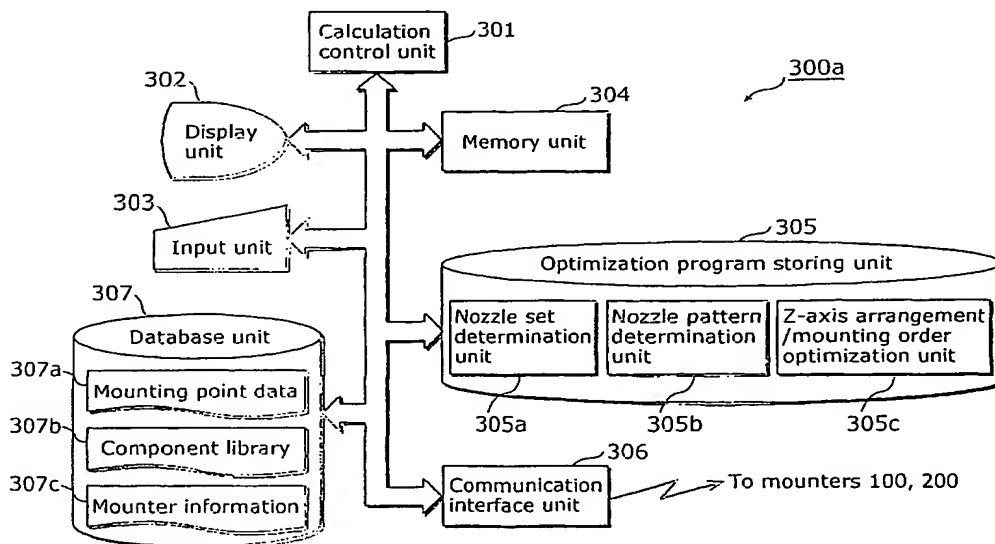 Calculation
control unit
301
300a
302
Display
unit
304
Memory unit
303
Input unit
305
Optimization program storing unit
Nozzle set
determination
unit
Nozzle pattern
determination
unit
Z-axis arrangement
/mounting order
optimization unit
305a
305b
305c
307
Database unit
307a
Mounting point data
307b
Component library
307c
Mounter information
306
Communication
interface unit
To mounters 100, 200